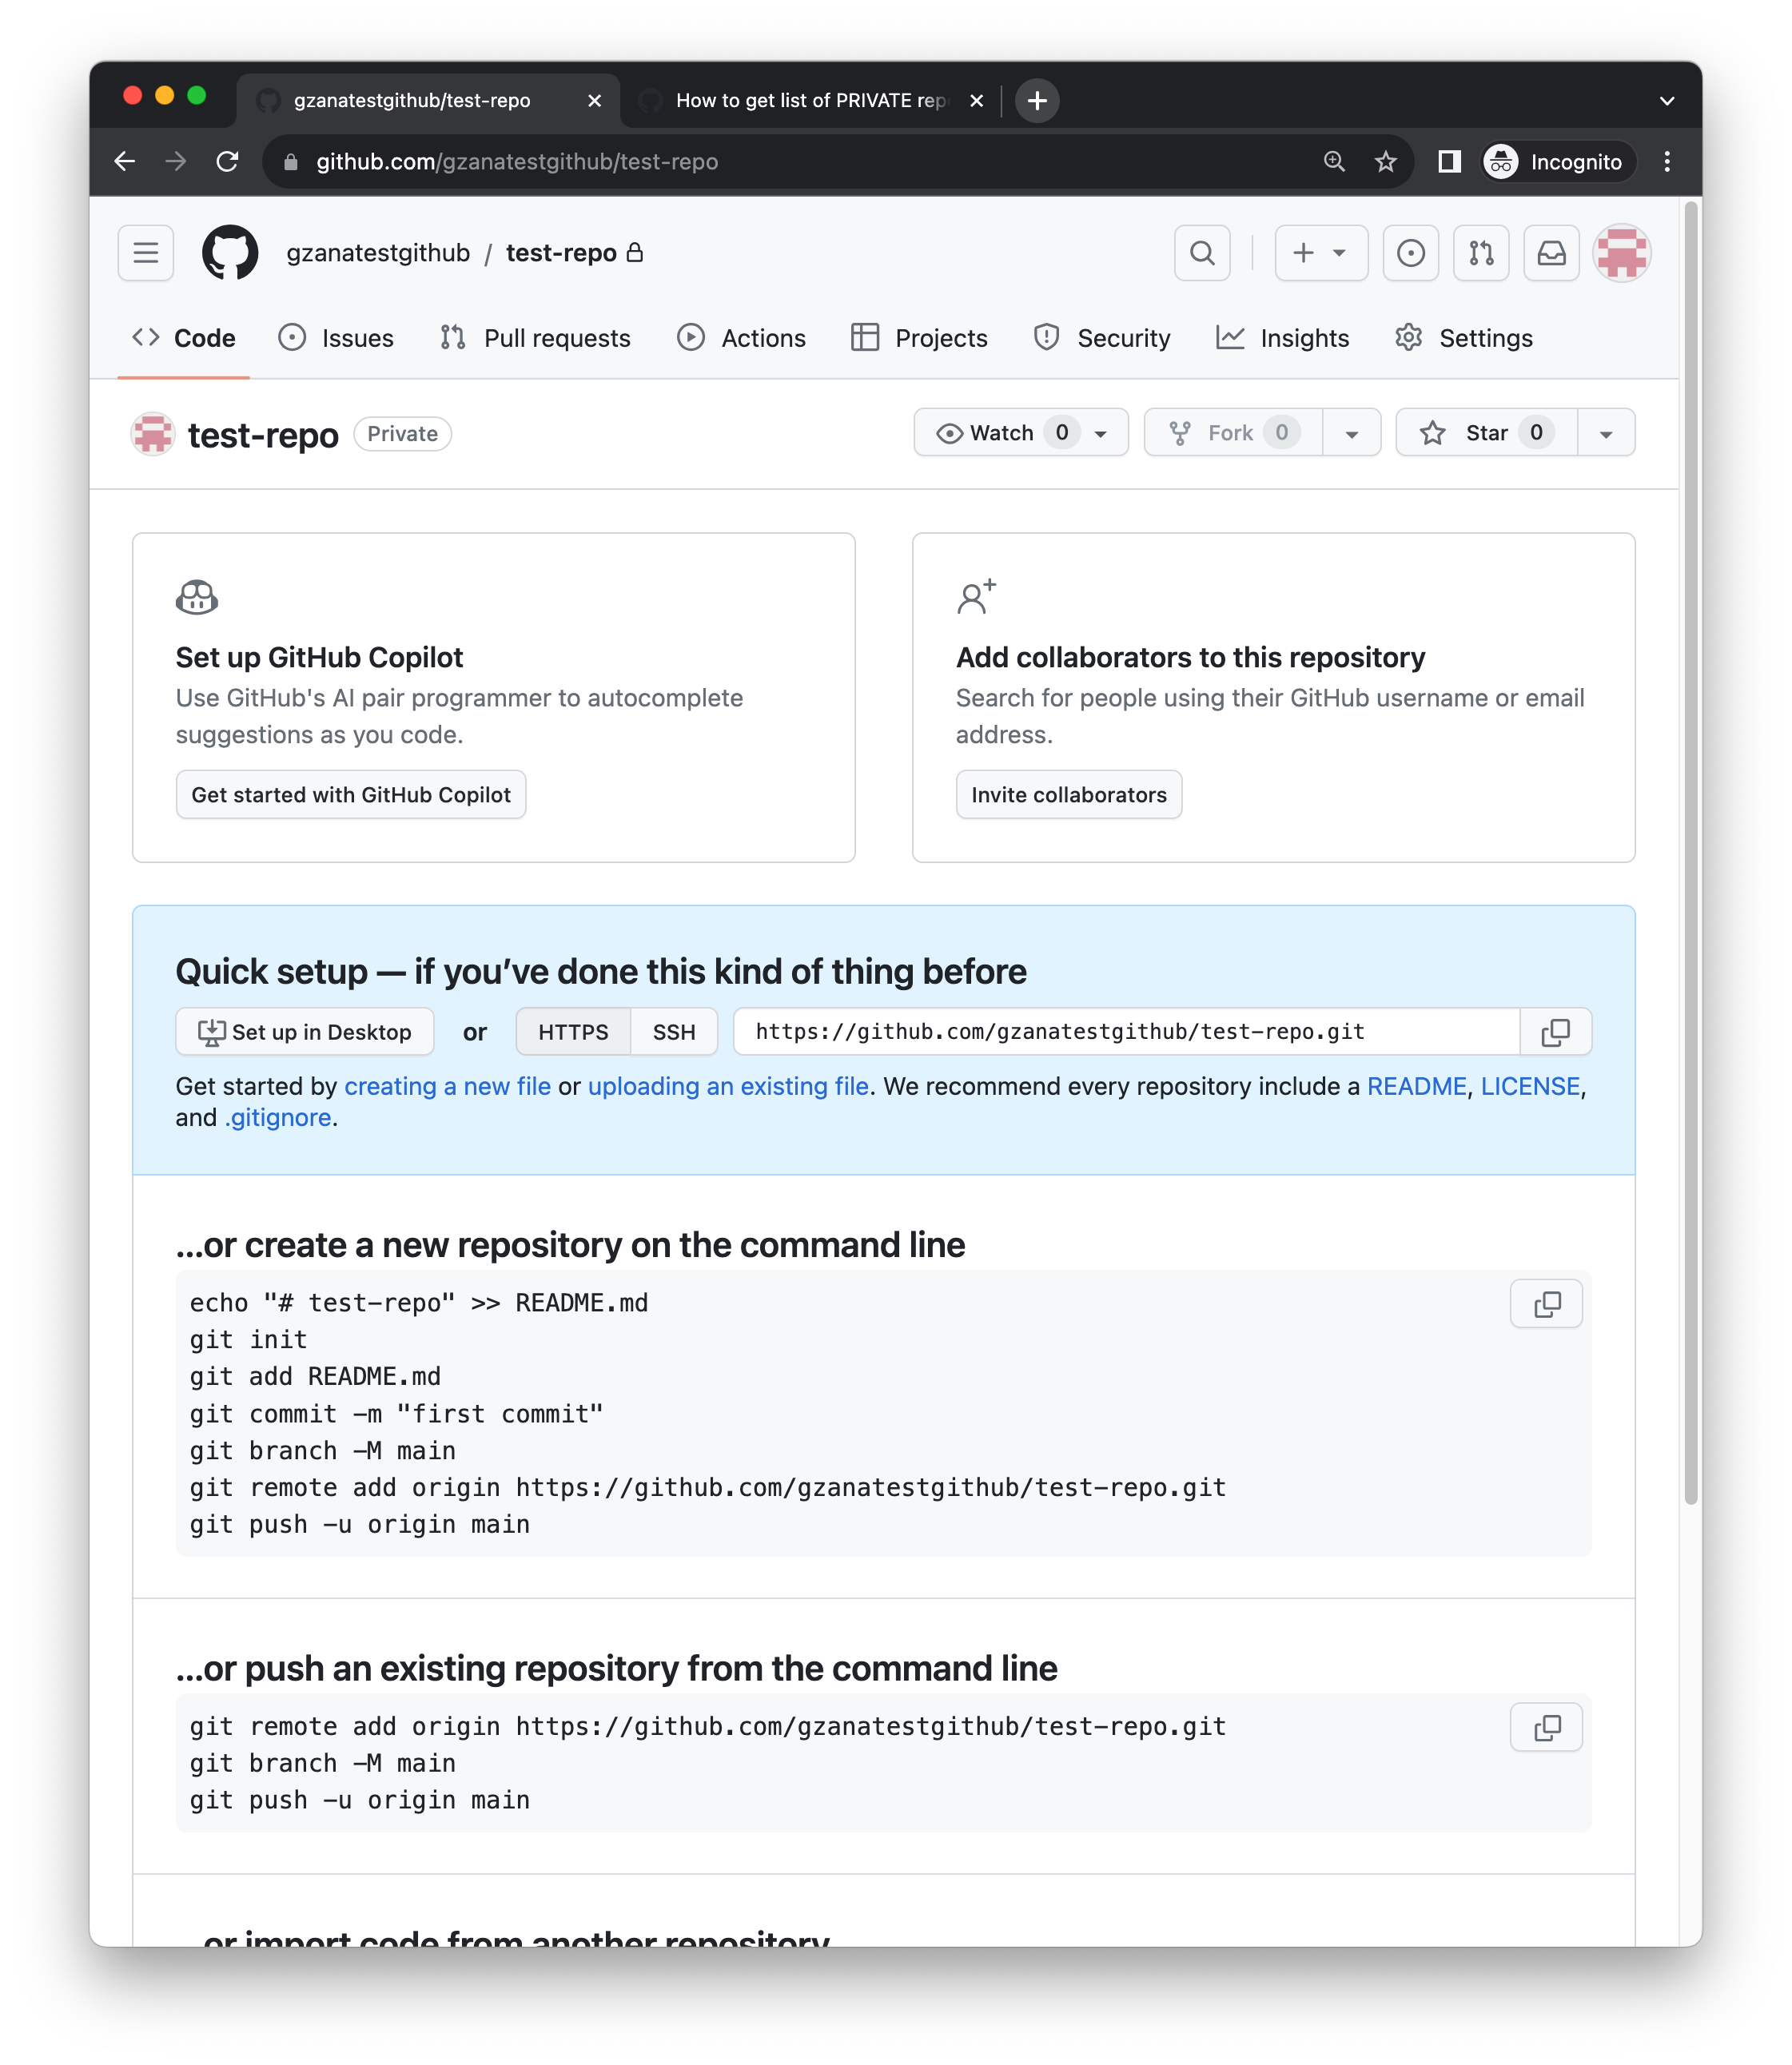 gzanatestgithub/test-repo
How to get list of PRIVATE rep
github.com/gzanatestgithub/test-repo
Incognito
gzanatestgithub / test-repo
Code
Issues
Pull requests
Actions
Projects
Security
Insights
Settings
test-repo
Private
Watch 0
Fork 0
Star 0
Set up GitHub Copilot
Use GitHub's AI pair programmer to autocomplete
suggestions as you code.
Get started with GitHub Copilot
Add collaborators to this repository
Search for people using their GitHub username or email
address.
Invite collaborators
Quick setup — if you’ve done this kind of thing before
Set up in Desktop
or
HTTPS
SSH
https://github.com/gzanatestgithub/test-repo.git
Get started by creating a new file or uploading an existing file. We recommend every repository include a README, LICENSE,
and .gitignore.
…or create a new repository on the command line
echo "# test-repo" >> README.md
git init
git add README.md
git commit -m "first commit"
git branch -M main
git remote add origin https://github.com/gzanatestgithub/test-repo.git
git push -u origin main
…or push an existing repository from the command line
git remote add origin https://github.com/gzanatestgithub/test-repo.git
git branch -M main
git push -u origin main
or import code from another repository